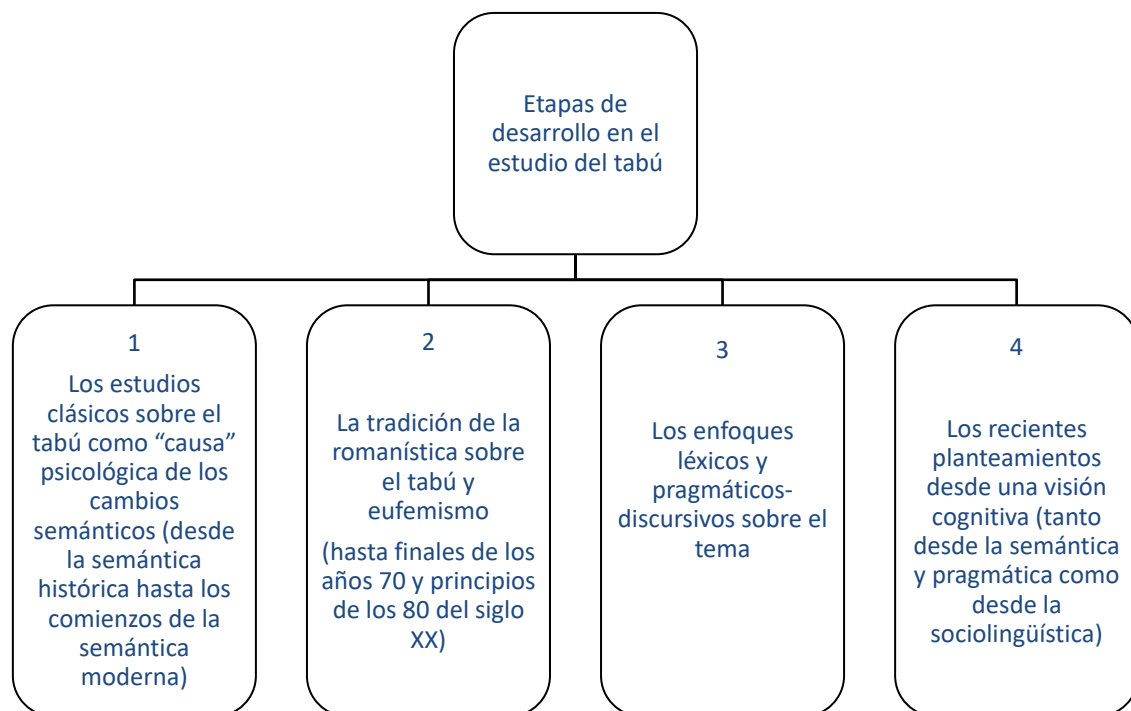 Etapas de
desarrollo en el
estudio del tabú
1
Los estudios
clásicos sobre el
tabú como “causa”
psicológica de los
cambios
semánticos (desde
la semántica
histórica hasta los
comienzos de la
semántica
moderna)
2
La tradición de la
romanística sobre
el tabú y
eufemismo
(hasta finales de los
años 70 y principios
de los 80 del siglo
XX)
3
Los enfoques
léxicos y
pragmáticos-
discursivos sobre el
tema
4
Los recientes
planteamientos
desde una visión
cognitiva (tanto
desde la semántica
y pragmática como
desde la
sociolingüística)